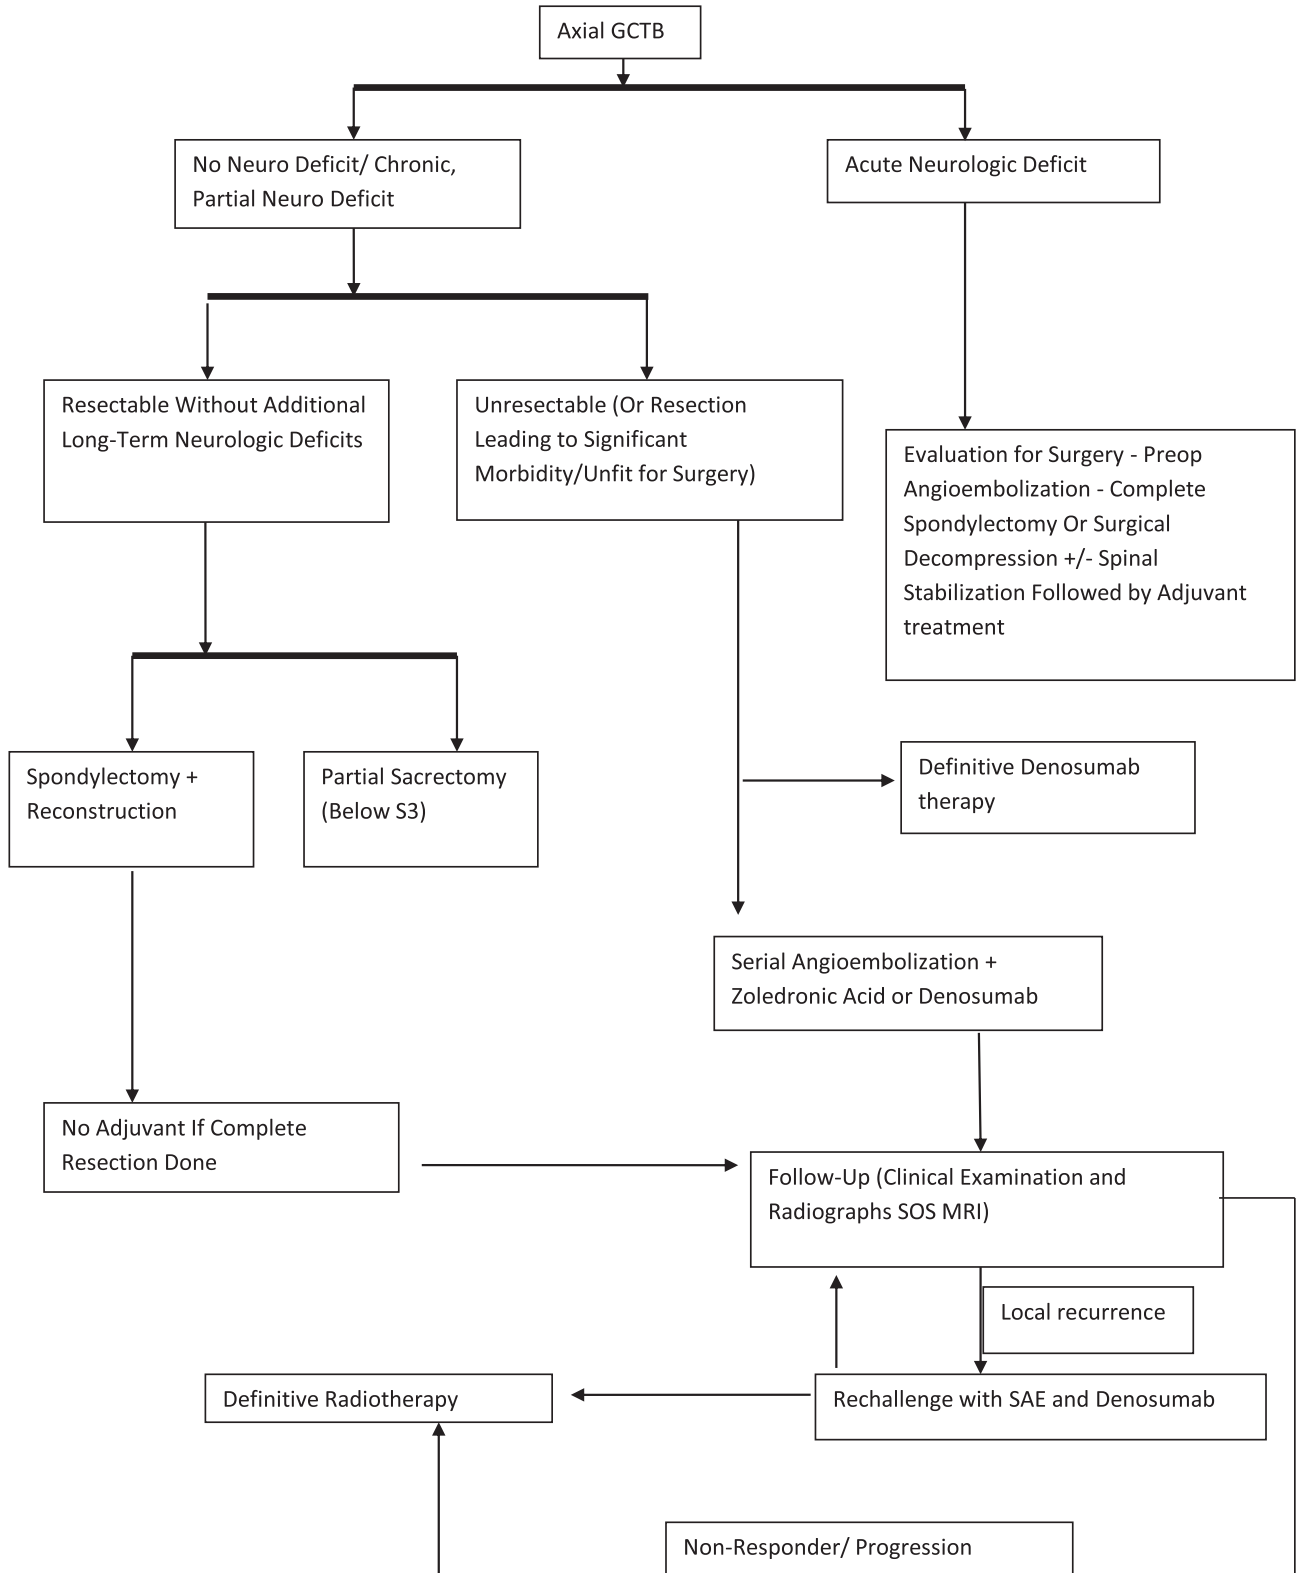 Axial GCTB
No Neuro Deficit/ Chronic,
Partial Neuro Deficit
Acute Neurologic Deficit
Resectable Without Additional
Long-Term Neurologic Deficits
Unresectable (Or Resection
Leading to Significant
Morbidity/Unfit for Surgery)
Evaluation for Surgery - Preop
Angioembolization - Complete
Spondylectomy Or Surgical
Decompression +/- Spinal
Stabilization Followed by Adjuvant
treatment
Spondylectomy +
Reconstruction
Partial Sacrectomy
(Below S3)
Definitive Denosumab
therapy
Serial Angioembolization +
Zoledronic Acid or Denosumab
No Adjuvant If Complete
Resection Done
Follow-Up (Clinical Examination and
Radiographs SOS MRI)
Local recurrence
Definitive Radiotherapy
Rechallenge with SAE and Denosumab
Non-Responder/ Progression